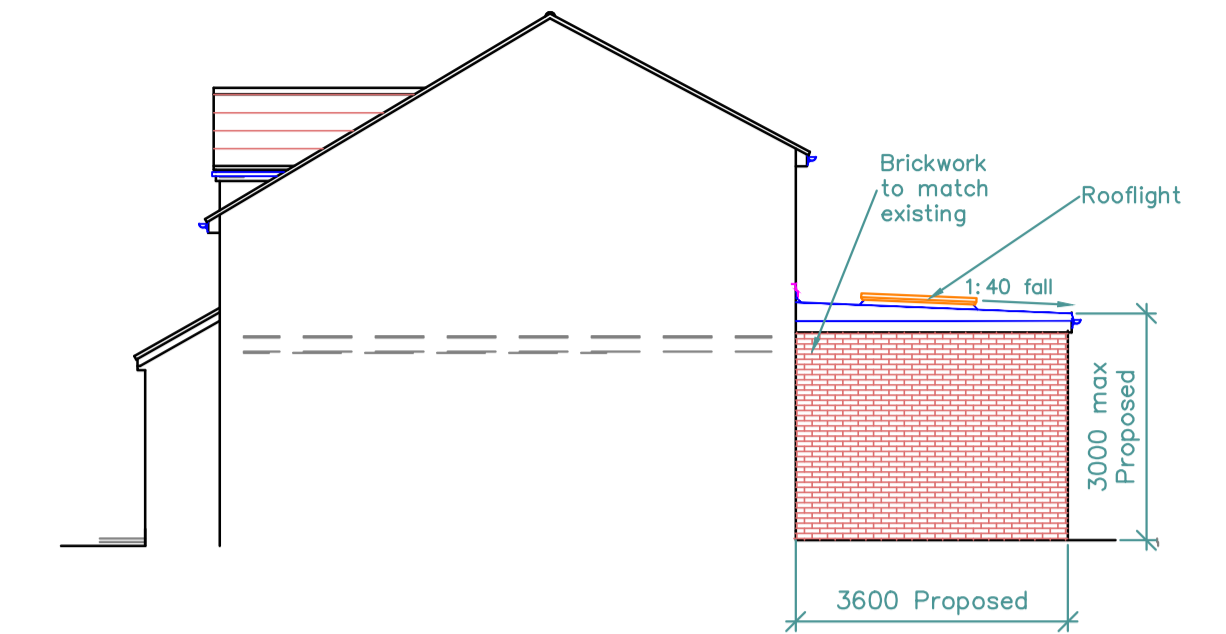 Brickwork
to match
existing
Rooflight
1:40 fall
3000 max
Proposed
3600 Proposed